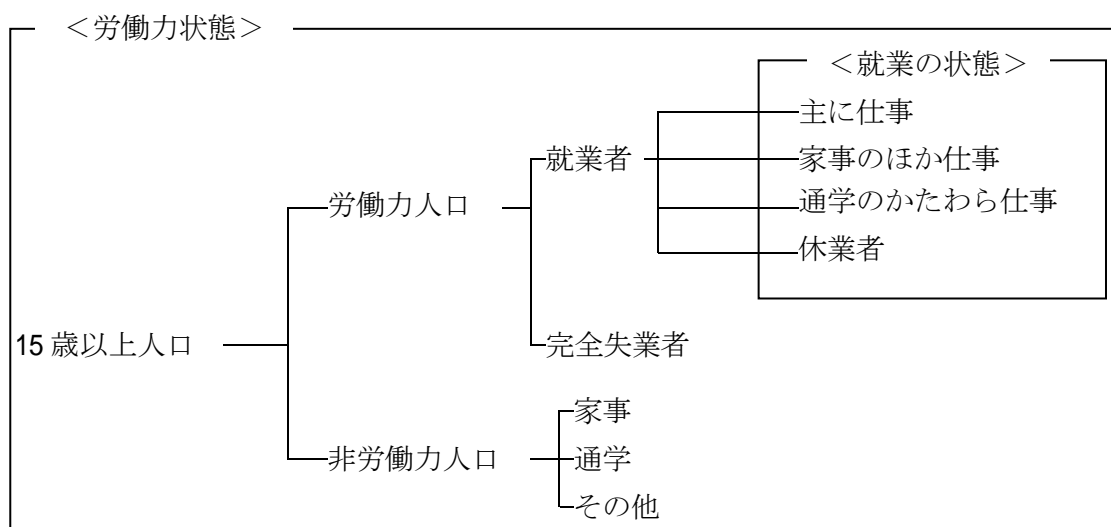 ＜労働力状態＞
＜就業の状態＞
主に仕事
就業者
家事のほか仕事
労働力人口
通学のかたわら仕事
休業者
15歳以上人口
完全失業者
家事
非労働力人口
通学
その他